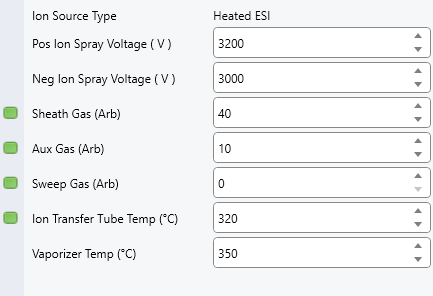 Ion Source Type Heated ESI
Pos Ion Spray Voltage ( V ) 3200
Neg Ion Spray Voltage ( V ) 3000
Sheath Gas (Arb) 40
Aux Gas (Arb) 10
Sweep Gas (Arb) 0
Ion Transfer Tube Temp (°C) 320
Vaporizer Temp (°C) 350